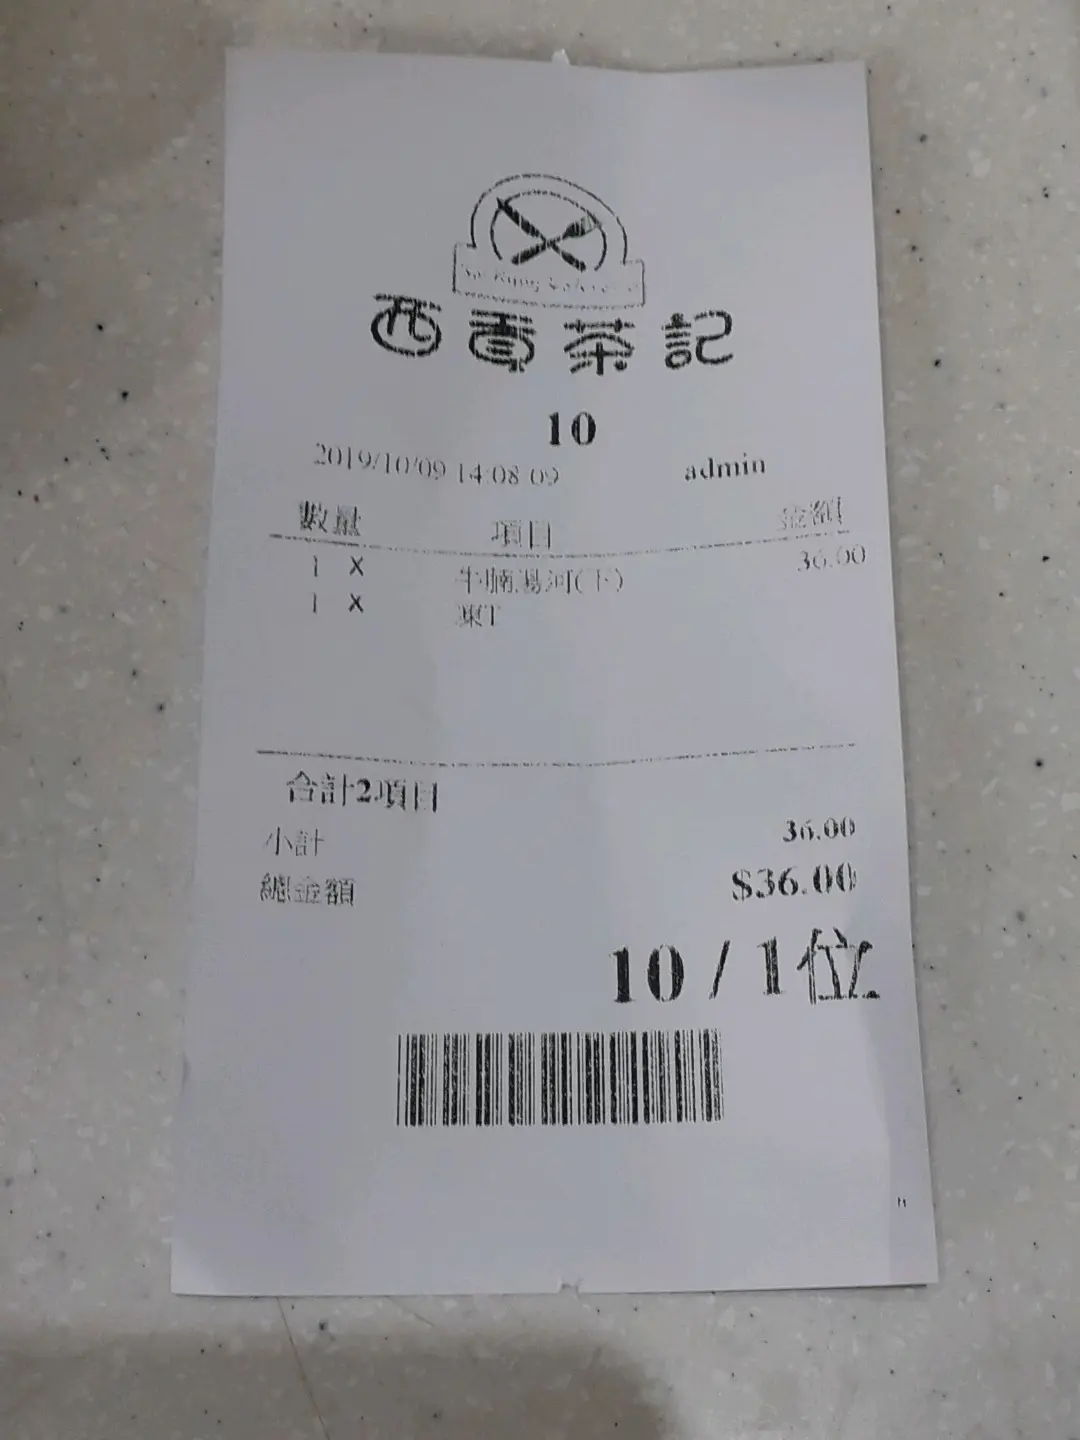 Sai Kung
西貢茶記
10
2019/10/09 14:08:09 admin
數量 項目 金額
1 X 牛腩湯河(下) 36.00
1 X 凍T
合計2項目
小計 36.00
總金額 $36.00
10 / 1位